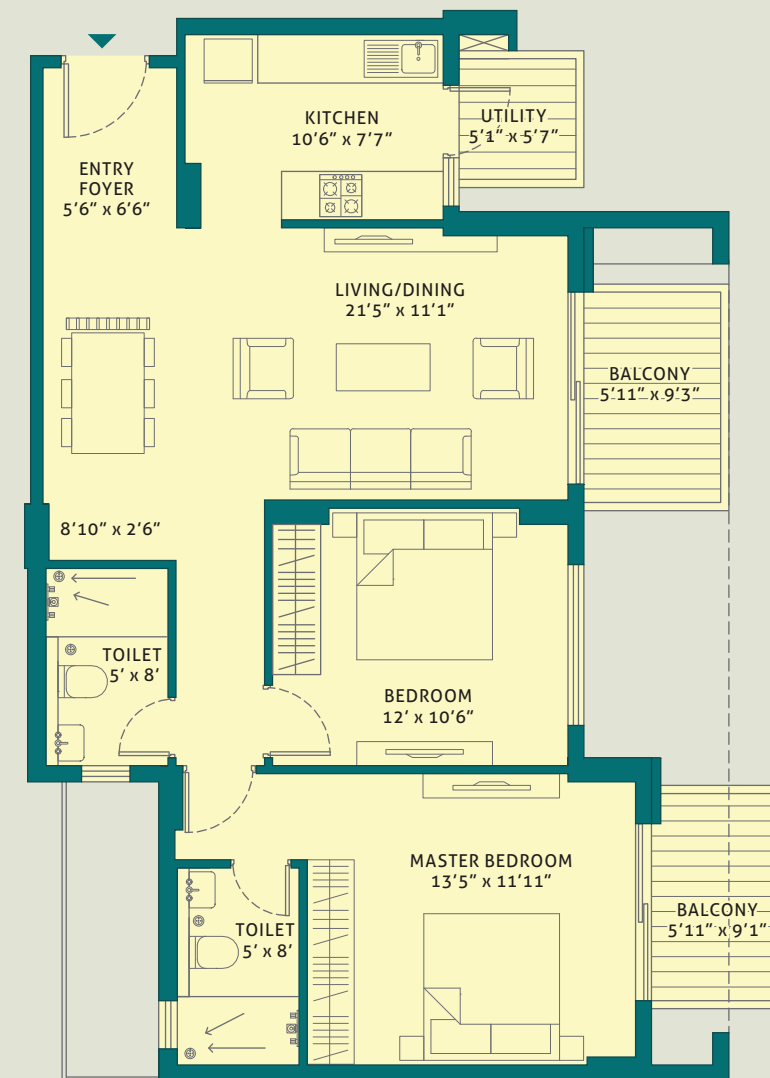 KITCHEN
10'6" x 7'7"
UTILITY
5'1" x 5'7"
ENTRY
FOYER
5'6" x 6'6"
LIVING/DINING
21'5" x 11'1"
BALCONY
5'11" x 9'3"
8'10" x 2'6"
TOILET
5' x 8'
BEDROOM
12' x 10'6"
MASTER BEDROOM
13'5" x 11'11"
TOILET
5' x 8'
BALCONY
5'11" x 9'1"